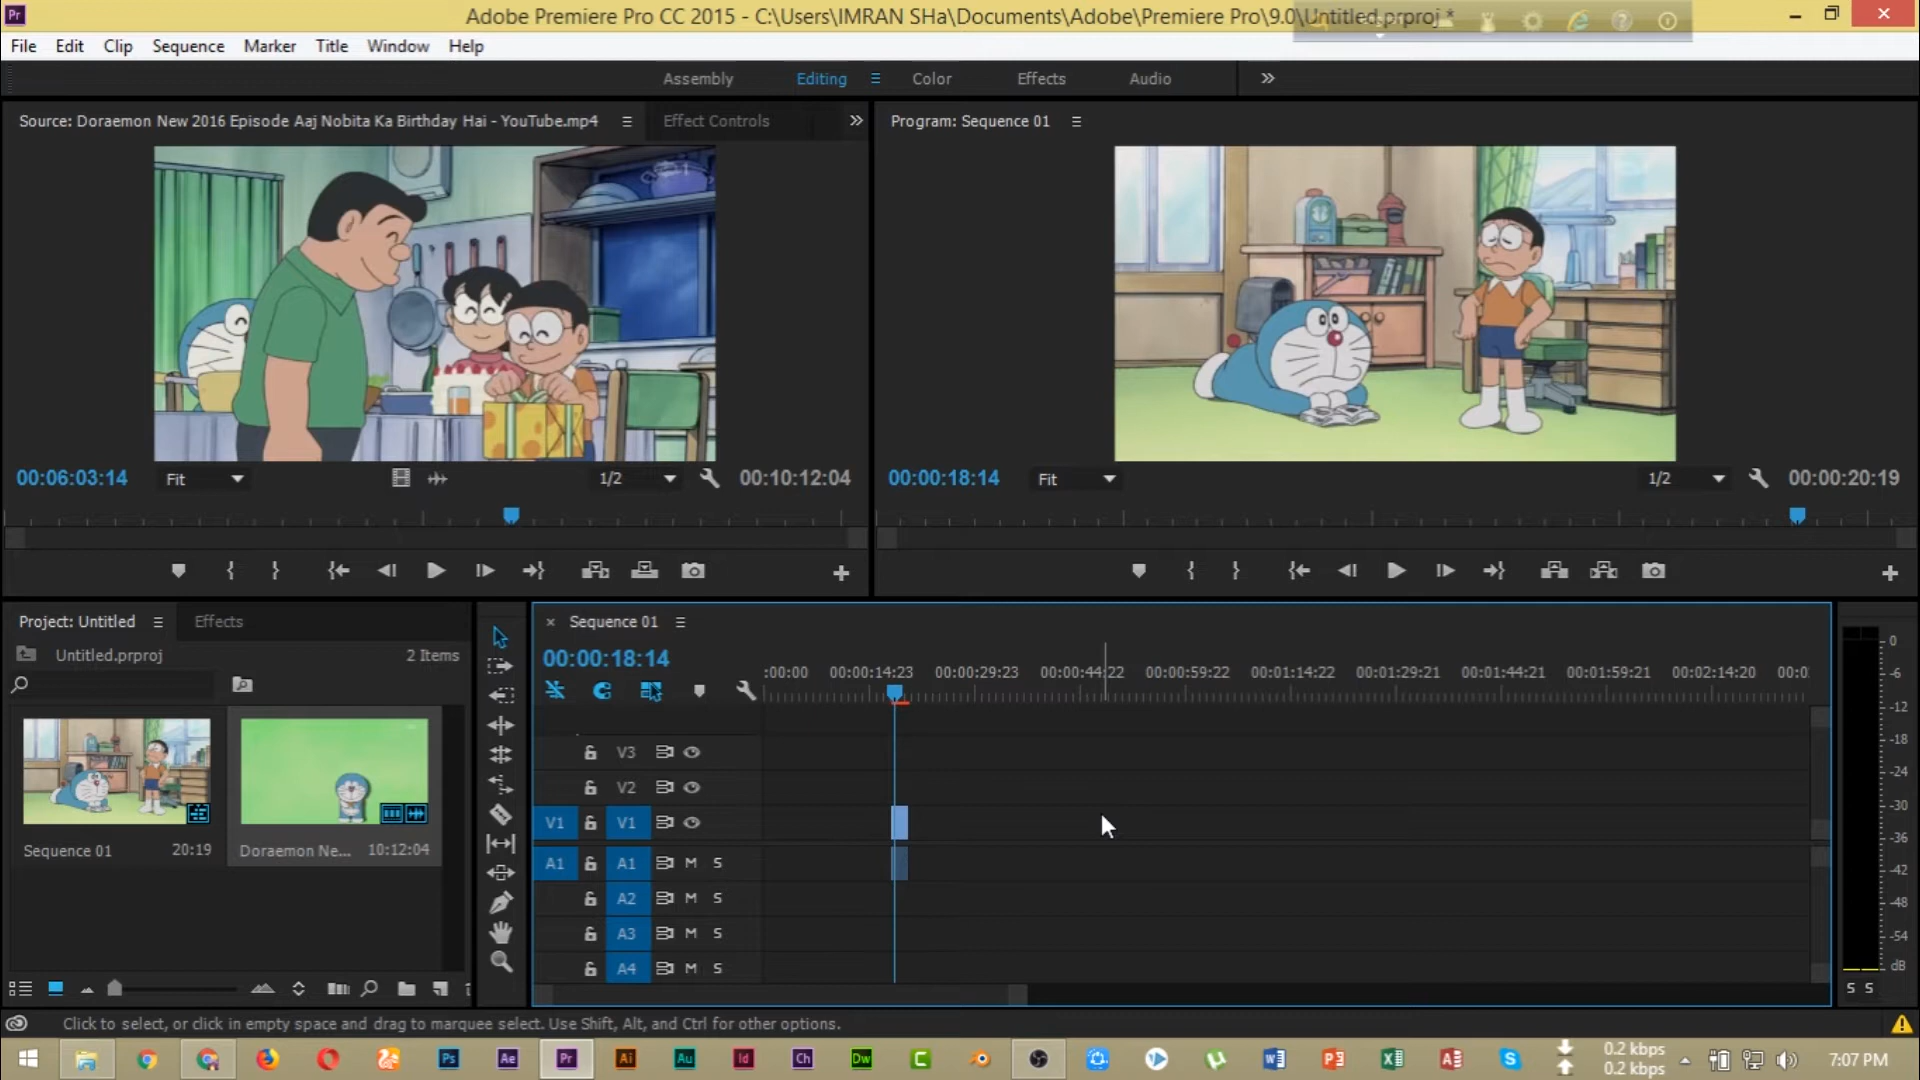 Pr Adobe Premiere Pro CC 2015 - C:\Users\IMRAN SHa\Documents\Adobe\Premiere Pro\9.0\Untitled.prproj *
File Edit Clip Sequence Marker Title Window Help
Assembly Editing Color Effects Audio
Source: Doraemon New 2016 Episode Aaj Nobita Ka Birthday Hai - YouTube.mp4 Effect Controls
Program: Sequence 01
00:06:03:14 Fit 1/2 00:10:12:04
00:00:18:14 Fit 1/2 00:00:20:19
Project: Untitled Effects
Untitled.prproj 2 Items
Sequence 01 20:19
Doraemon Ne... 10:12:04
× Sequence 01
00:00:18:14
:00:00 00:00:14:23 00:00:29:23 00:00:44:22 00:00:59:22 00:01:14:22 00:01:29:21 00:01:44:21 00:01:59:21 00:02:14:20 00:0
V3
V2
V1 V1
A1 A1 M S
A2 M S
A3 M S
A4 M S
0
-6
-12
-18
-24
-30
-36
-42
-48
-54
dB
S S
Click to select, or click in empty space and drag to marquee select. Use Shift, Alt, and Ctrl for other options.
Ps Ae Pr Ai Au Id Ch Dw C
0.2 kbps
0.2 kbps
7:07 PM